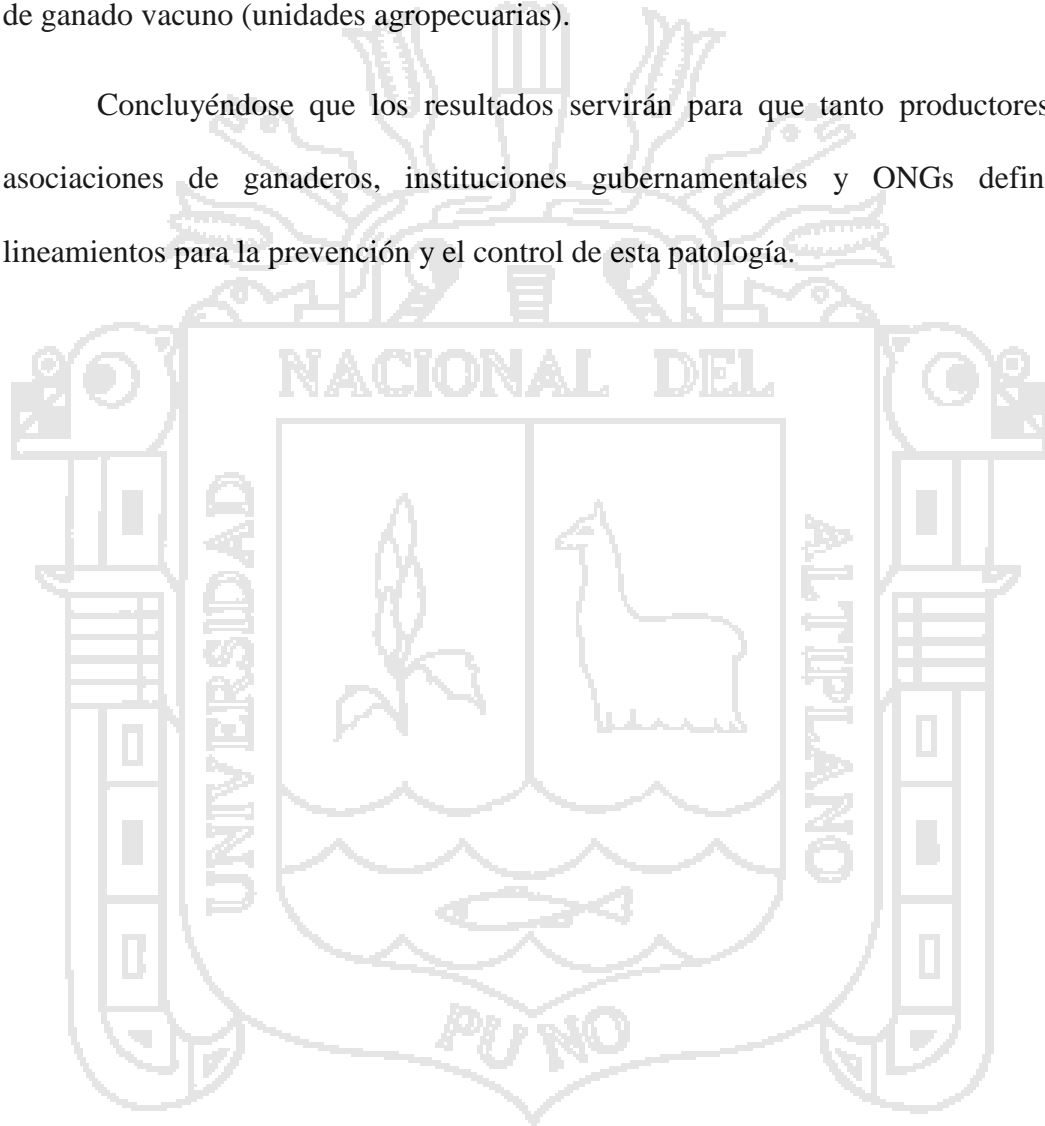 de ganado vacuno (unidades agropecuarias).
Concluyéndose que los resultados servirán para que tanto productores
asociaciones de ganaderos, instituciones gubernamentales y ONGs defin
lineamientos para la prevención y el control de esta patología.
NACIONAL DEL
UNIVERSIDAD
ALTIPLANO
PUNO